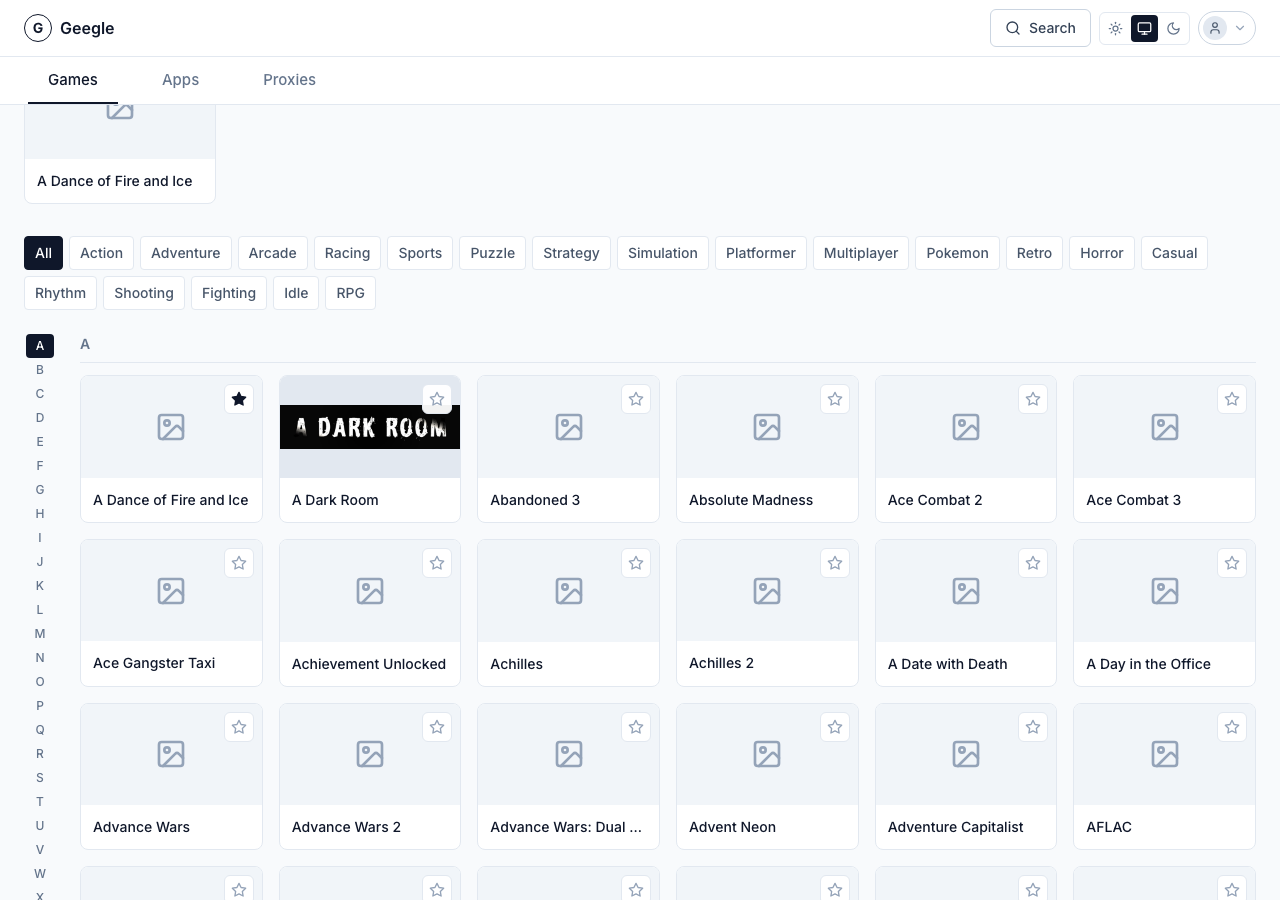 G Geegle Search
Games Apps Proxies
A Dance of Fire and Ice
All Action Adventure Arcade Racing Sports Puzzle Strategy Simulation Platformer Multiplayer Pokemon Retro Horror Casual
Rhythm Shooting Fighting Idle RPG
A
B
C
D
E
F
G
H
I
J
K
L
M
N
O
P
Q
R
S
T
U
V
W
X
A
A DARK ROOM
A Dance of Fire and Ice A Dark Room Abandoned 3 Absolute Madness Ace Combat 2 Ace Combat 3
Ace Gangster Taxi Achievement Unlocked Achilles Achilles 2 A Date with Death A Day in the Office
Advance Wars Advance Wars 2 Advance Wars: Dual ... Advent Neon Adventure Capitalist AFLAC